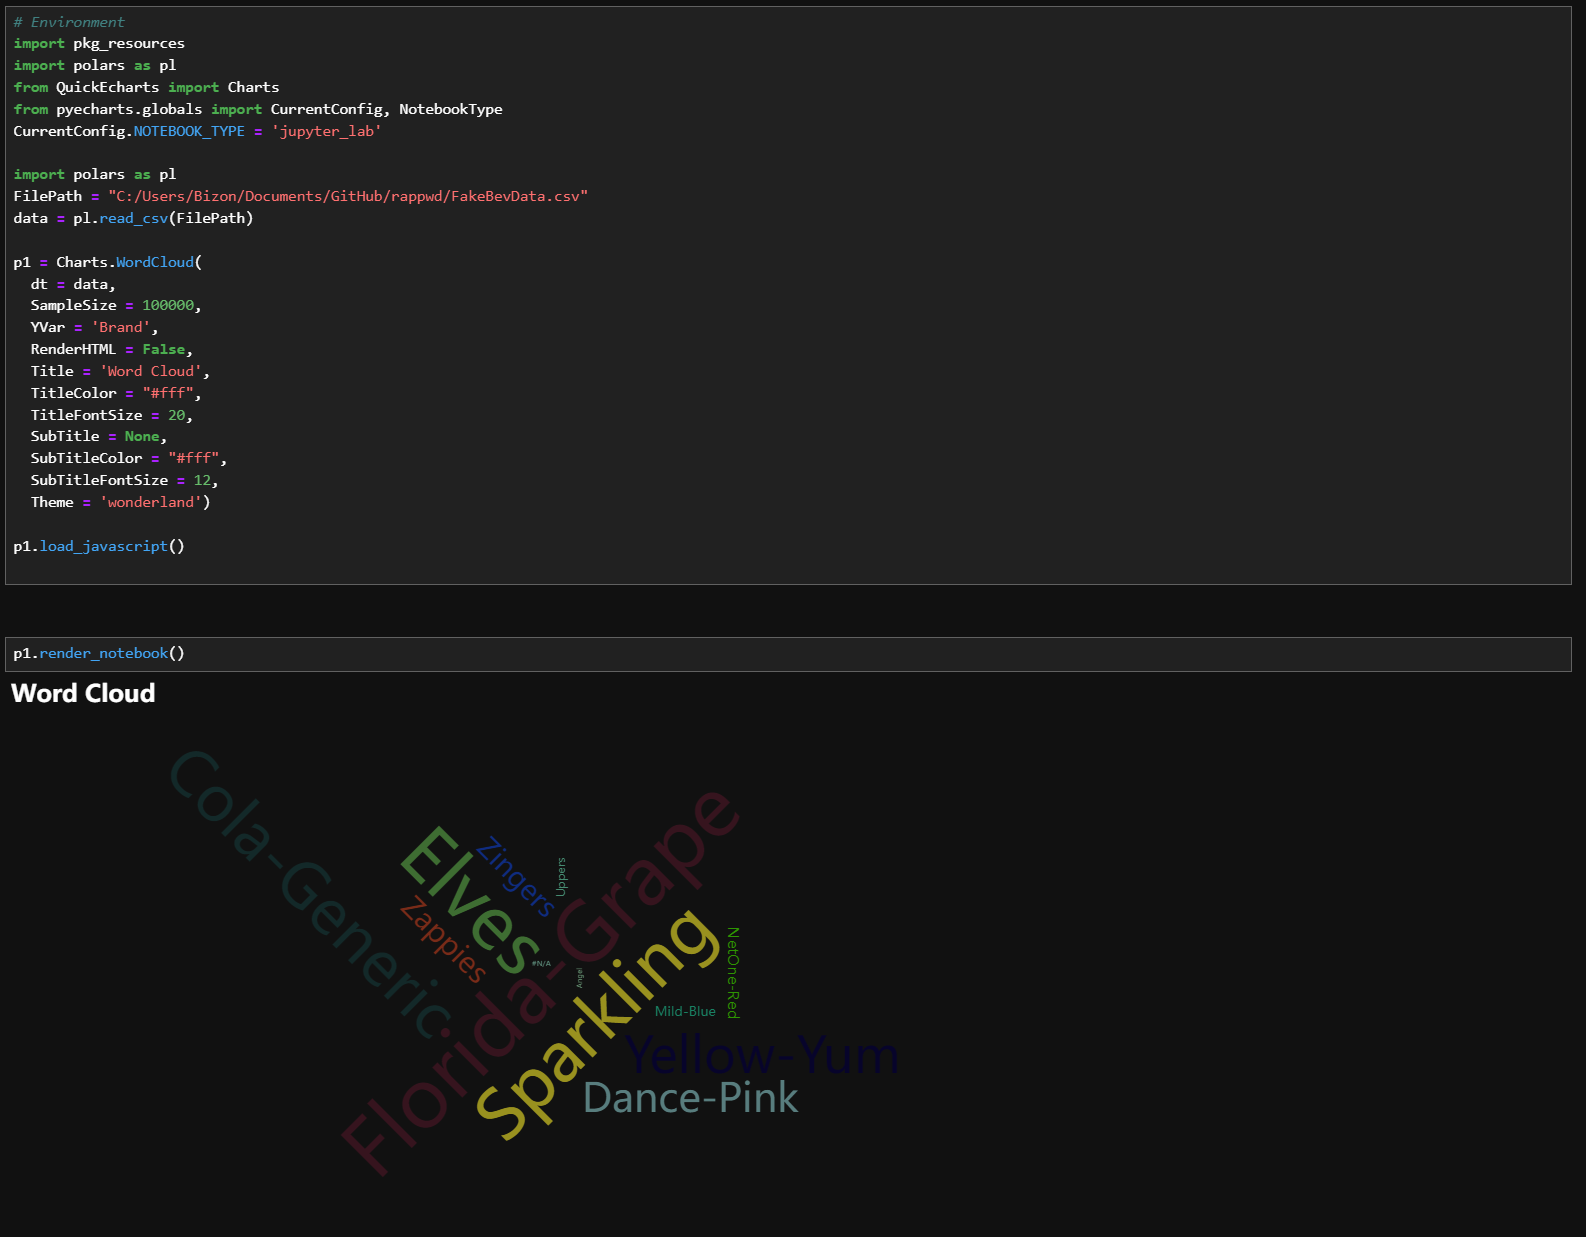 # Environment
import pkg_resources
import polars as pl
from QuickEcharts import Charts
from pyecharts.globals import CurrentConfig, NotebookType
CurrentConfig.NOTEBOOK_TYPE = 'jupyter_lab'
import polars as pl
FilePath = "C:/Users/Bizon/Documents/GitHub/rappwd/FakeBevData.csv"
data = pl.read_csv(FilePath)
p1 = Charts.WordCloud(
dt = data,
SampleSize = 100000,
YVar = 'Brand',
RenderHTML = False,
Title = 'Word Cloud',
TitleColor = "#fff",
TitleFontSize = 20,
SubTitle = None,
SubTitleColor = "#fff",
SubTitleFontSize = 12,
Theme = 'wonderland')
p1.load_javascript()
p1.render_notebook()
Word Cloud
Cola-Generic
Elves
Zingers
Uppers
Florida-Grape
Zappies
#N/A
Angel
Sparkling
NetOne-Red
Mild-Blue
Yellow-Yum
Dance-Pink